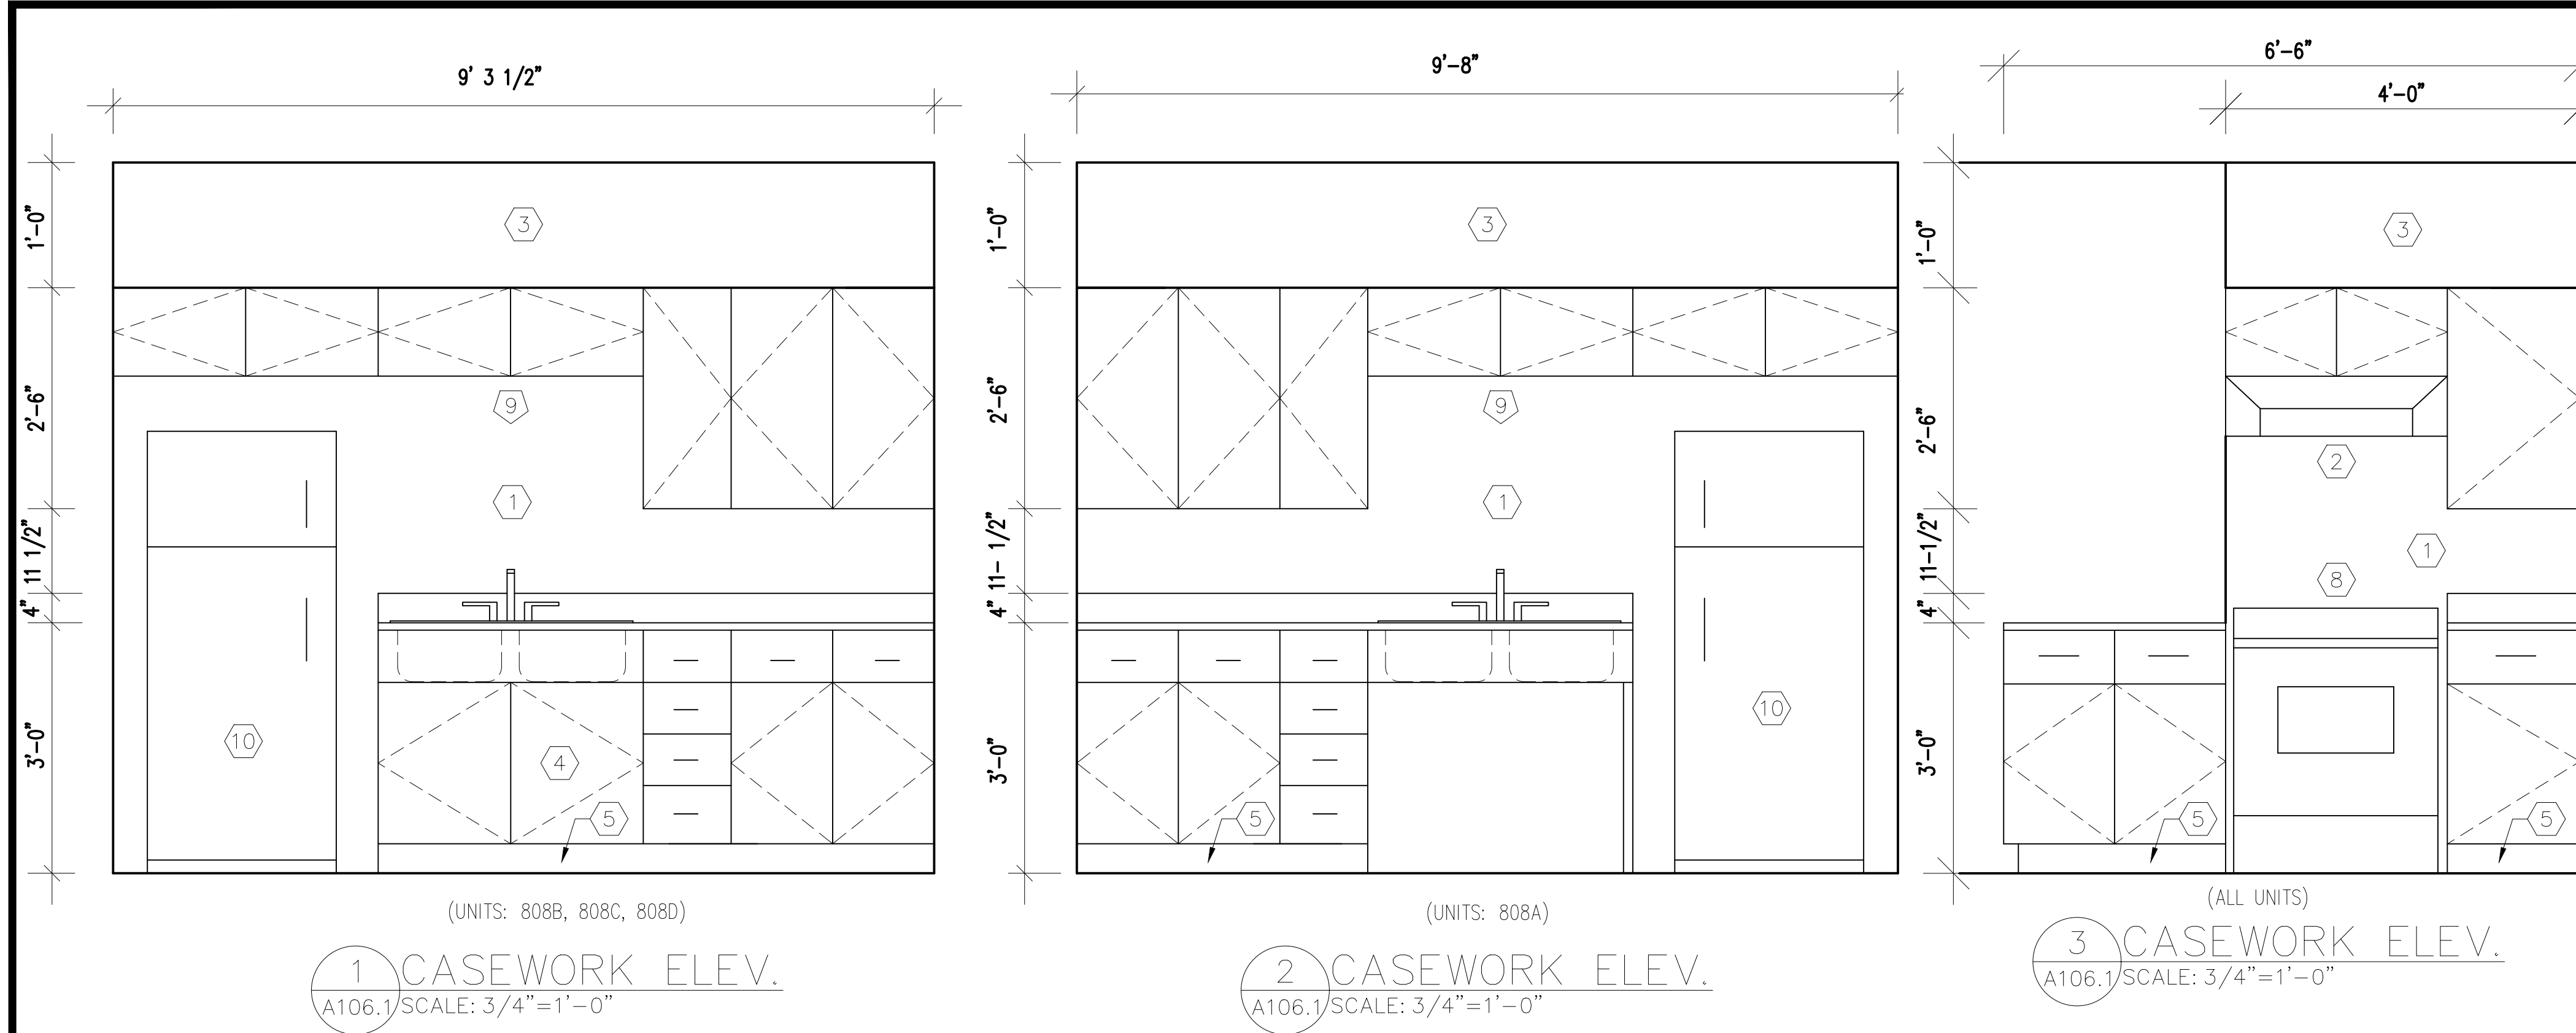 9' 3 1/2"
1'-0"
2'-6"
11 1/2"
4"
3'-0"
3
9
1
10
4
5
(UNITS: 808B, 808C, 808D)
1
A106.1
CASEWORK ELEV.
SCALE: 3/4"=1'-0"
9'-8"
1'-0"
2'-6"
11- 1/2"
4"
3'-0"
3
9
1
10
5
(UNITS: 808A)
2
A106.1
CASEWORK ELEV.
SCALE: 3/4"=1'-0"
6'-6"
4'-0"
1'-0"
2'-6"
11-1/2"
4"
3'-0"
3
2
1
8
5
5
(ALL UNITS)
3
A106.1
CASEWORK ELEV.
SCALE: 3/4"=1'-0"